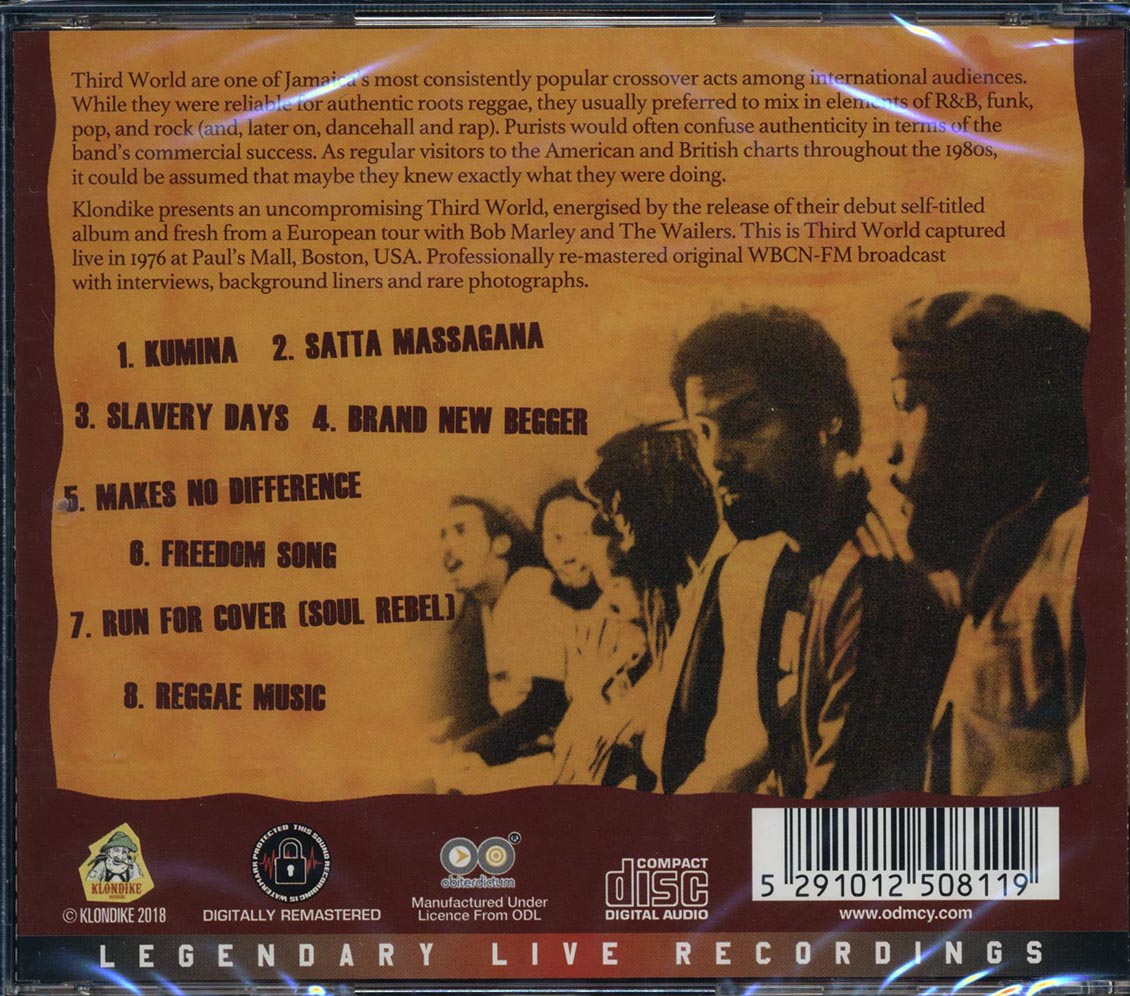 Third World are one of Jamaica's most consistently popular crossover acts among international audiences.
While they were reliable for authentic roots reggae, they usually preferred to mix in elements of R&B, funk,
pop, and rock (and, later on, dancehall and rap). Purists would often confuse authenticity in terms of the
band's commercial success. As regular visitors to the American and British charts throughout the 1980s,
it could be assumed that maybe they knew exactly what they were doing.
Klondike presents an uncompromising Third World, energised by the release of their debut self-titled
album and fresh from a European tour with Bob Marley and The Wailers. This is Third World captured
live in 1976 at Paul's Mall, Boston, USA. Professionally re-mastered original WBCN-FM broadcast
with interviews, background liners and rare photographs.
1. KUMINA 2. SATTA MASSAGANA
3. SLAVERY DAYS 4. BRAND NEW BEGGER
5. MAKES NO DIFFERENCE
6. FREEDOM SONG
7. RUN FOR COVER (SOUL REBEL)
8. REGGAE MUSIC
KLONDIKE
© KLONDIKE 2018
THIS SOUND RECORDING IS WATERMARK PROTECTED
DIGITALLY REMASTERED
obiterdictum
®
Manufactured Under
Licence From ODL
COMPACT
disc
DIGITAL AUDIO
5 291012 508119
www.odmcy.com
LEGENDARY LIVE RECORDINGS